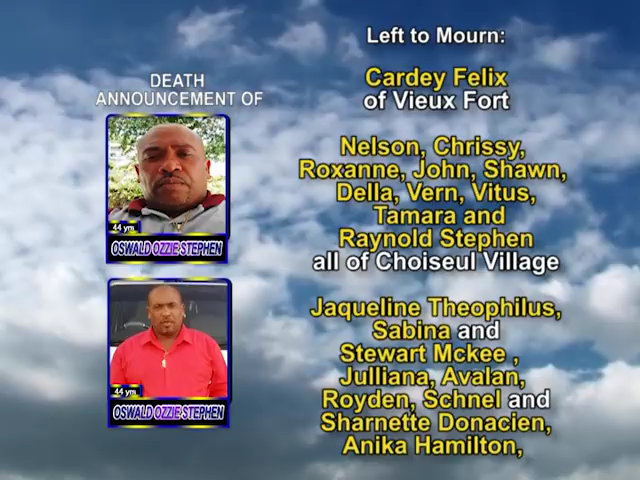 DEATH
ANNOUNCEMENT OF
44 yrs
OSWALD OZZIE STEPHEN
44 yrs
OSWALD OZZIE STEPHEN
Left to Mourn:
Cardey Felix
of Vieux Fort
Nelson, Chrissy,
Roxanne, John, Shawn,
Della, Vern, Vitus,
Tamara and
Raynold Stephen
all of Choiseul Village
Jaqueline Theophilus,
Sabina and
Stewart Mckee ,
Julliana, Avalan,
Royden, Schnel and
Sharnette Donacien,
Anika Hamilton,